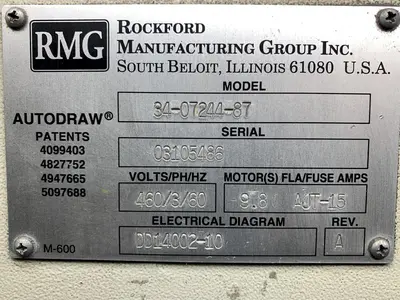 RMG
ROCKFORD
MANUFACTURING GROUP INC.
SOUTH BELOIT, ILLINOIS 61080 U.S.A.
MODEL
34-07244-87
AUTODRAW®
SERIAL
03105486
PATENTS
4099403
4827752
4947665
5097688
VOLTS/PH/HZ
MOTOR(S) FLA/FUSE AMPS
460/3/60
9.8 AJT-15
ELECTRICAL DIAGRAM
REV.
DD14002-10
A
M-600